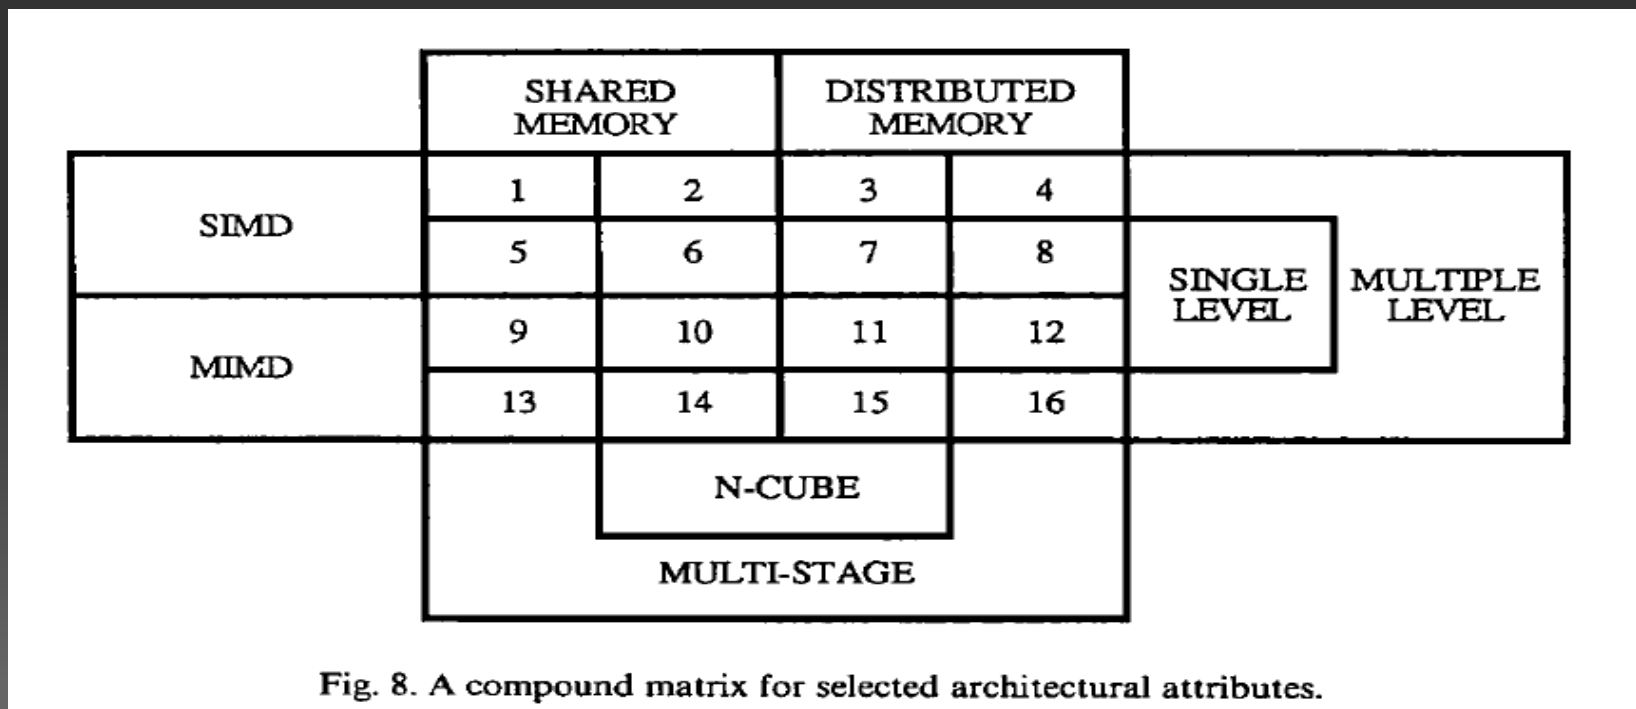 SHARED
MEMORY
DISTRIBUTED
MEMORY
SIMD
1 2 3 4
5 6 7 8
MIMD
9 10 11 12
13 14 15 16
SINGLE
LEVEL
MULTIPLE
LEVEL
N-CUBE
MULTI-STAGE
Fig. 8. A compound matrix for selected architectural attributes.